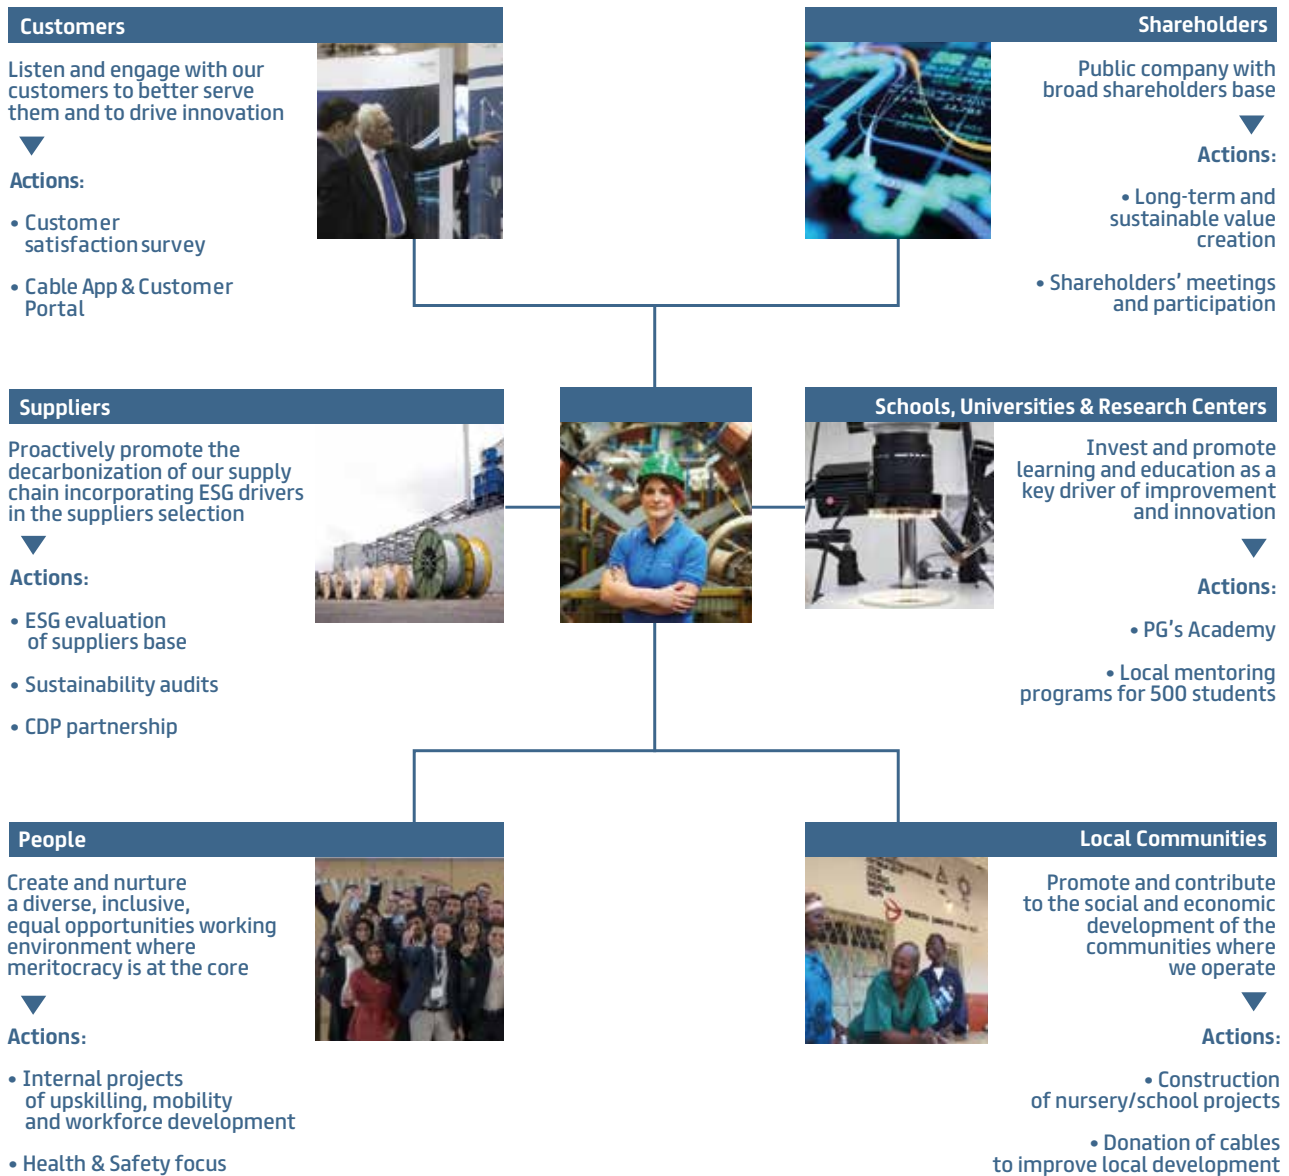 Customers
Listen and engage with our
customers to better serve
them and to drive innovation
Actions:
• Customer
satisfaction survey
• Cable App & Customer
Portal
Shareholders
Public company with
broad shareholders base
Actions:
• Long-term and
sustainable value
creation
• Shareholders' meetings
and participation
Suppliers
Proactively promote the
decarbonization of our supply
chain incorporating ESG drivers
in the suppliers selection
Actions:
• ESG evaluation
of suppliers base
• Sustainability audits
• CDP partnership
Schools, Universities & Research Centers
Invest and promote
learning and education as a
key driver of improvement
and innovation
Actions:
• PG's Academy
• Local mentoring
programs for 500 students
People
Create and nurture
a diverse, inclusive,
equal opportunities working
environment where
meritocracy is at the core
Actions:
• Internal projects
of upskilling, mobility
and workforce development
• Health & Safety focus
Local Communities
Promote and contribute
to the social and economic
development of the
communities where
we operate
Actions:
• Construction
of nursery/school projects
• Donation of cables
to improve local development